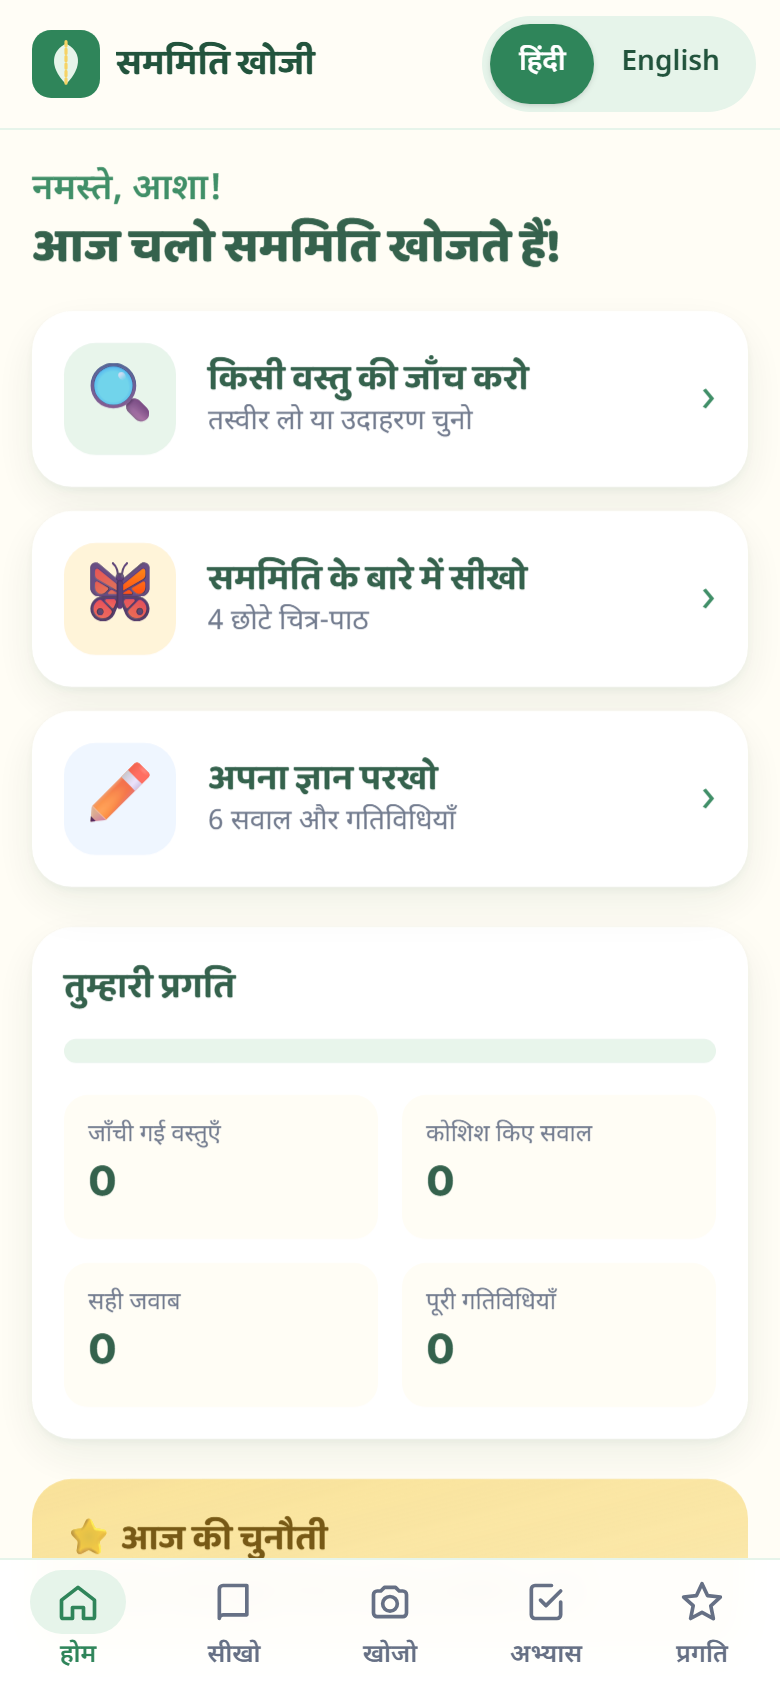 सममिति खोजी
हिंदी English
नमस्ते, आशा!
आज चलो सममिति खोजते हैं!
किसी वस्तु की जाँच करो
तस्वीर लो या उदाहरण चुनो
सममिति के बारे में सीखो
4 छोटे चित्र-पाठ
अपना ज्ञान परखो
6 सवाल और गतिविधियाँ
तुम्हारी प्रगति
जाँची गई वस्तुएँ
0
कोशिश किए सवाल
0
सही जवाब
0
पूरी गतिविधियाँ
0
आज की चुनौती
होम सीखो खोजो अभ्यास प्रगति